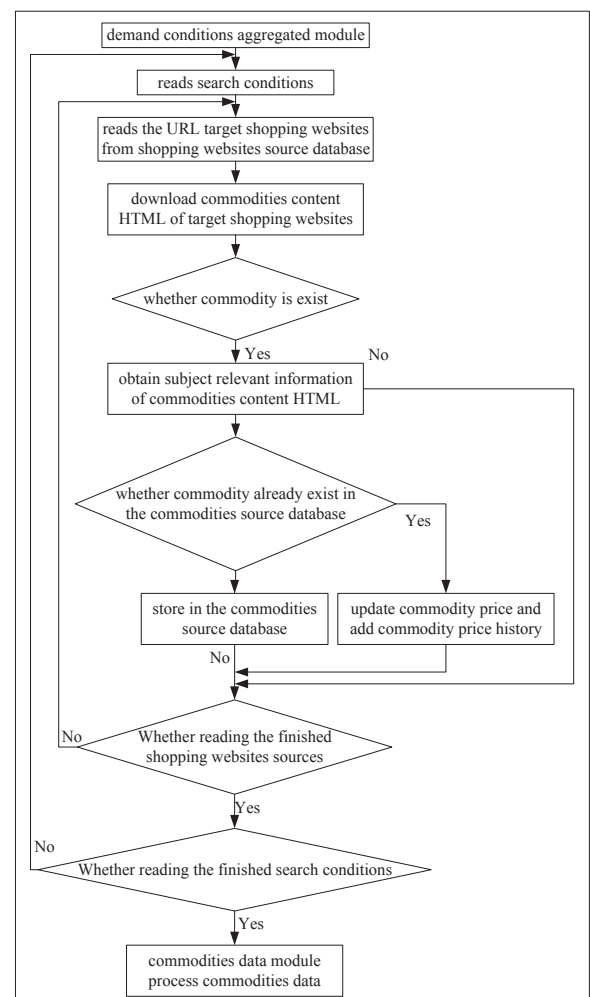 demand conditions aggregated module
reads search conditions
reads the URL target shopping websites
from shopping websites source database
download commodities content
HTML of target shopping websites
whether commodity is exist
Yes
No
obtain subject relevant information
of commodities content HTML
whether commodity already exist in
the commodities source database
Yes
store in the commodities
source database
update commodity price and
add commodity price history
No
No
Whether reading the finished
shopping websites sources
Yes
No
Whether reading the finished search conditions
Yes
commodities data module
process commodities data